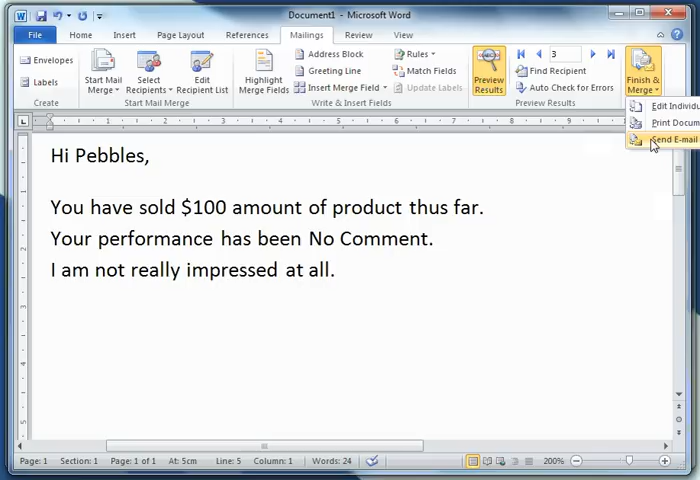 Document1 - Microsoft Word
File Home Insert Page Layout References Mailings Review View
Envelopes
Labels
Create
Start Mail Merge
Select Recipients
Edit Recipient List
Start Mail Merge
Highlight Merge Fields
Address Block
Greeting Line
Insert Merge Field
Rules
Match Fields
Update Labels
Write & Insert Fields
Preview Results
3
Find Recipient
Auto Check for Errors
Preview Results
Finish & Merge
Edit Individu
Print Docum
Send E-mail
Hi Pebbles,
You have sold $100 amount of product thus far.
Your performance has been No Comment.
I am not really impressed at all.
Page: 1 Section: 1 Page: 1 of 1 At: 5cm Line: 5 Column: 1 Words: 24 200%